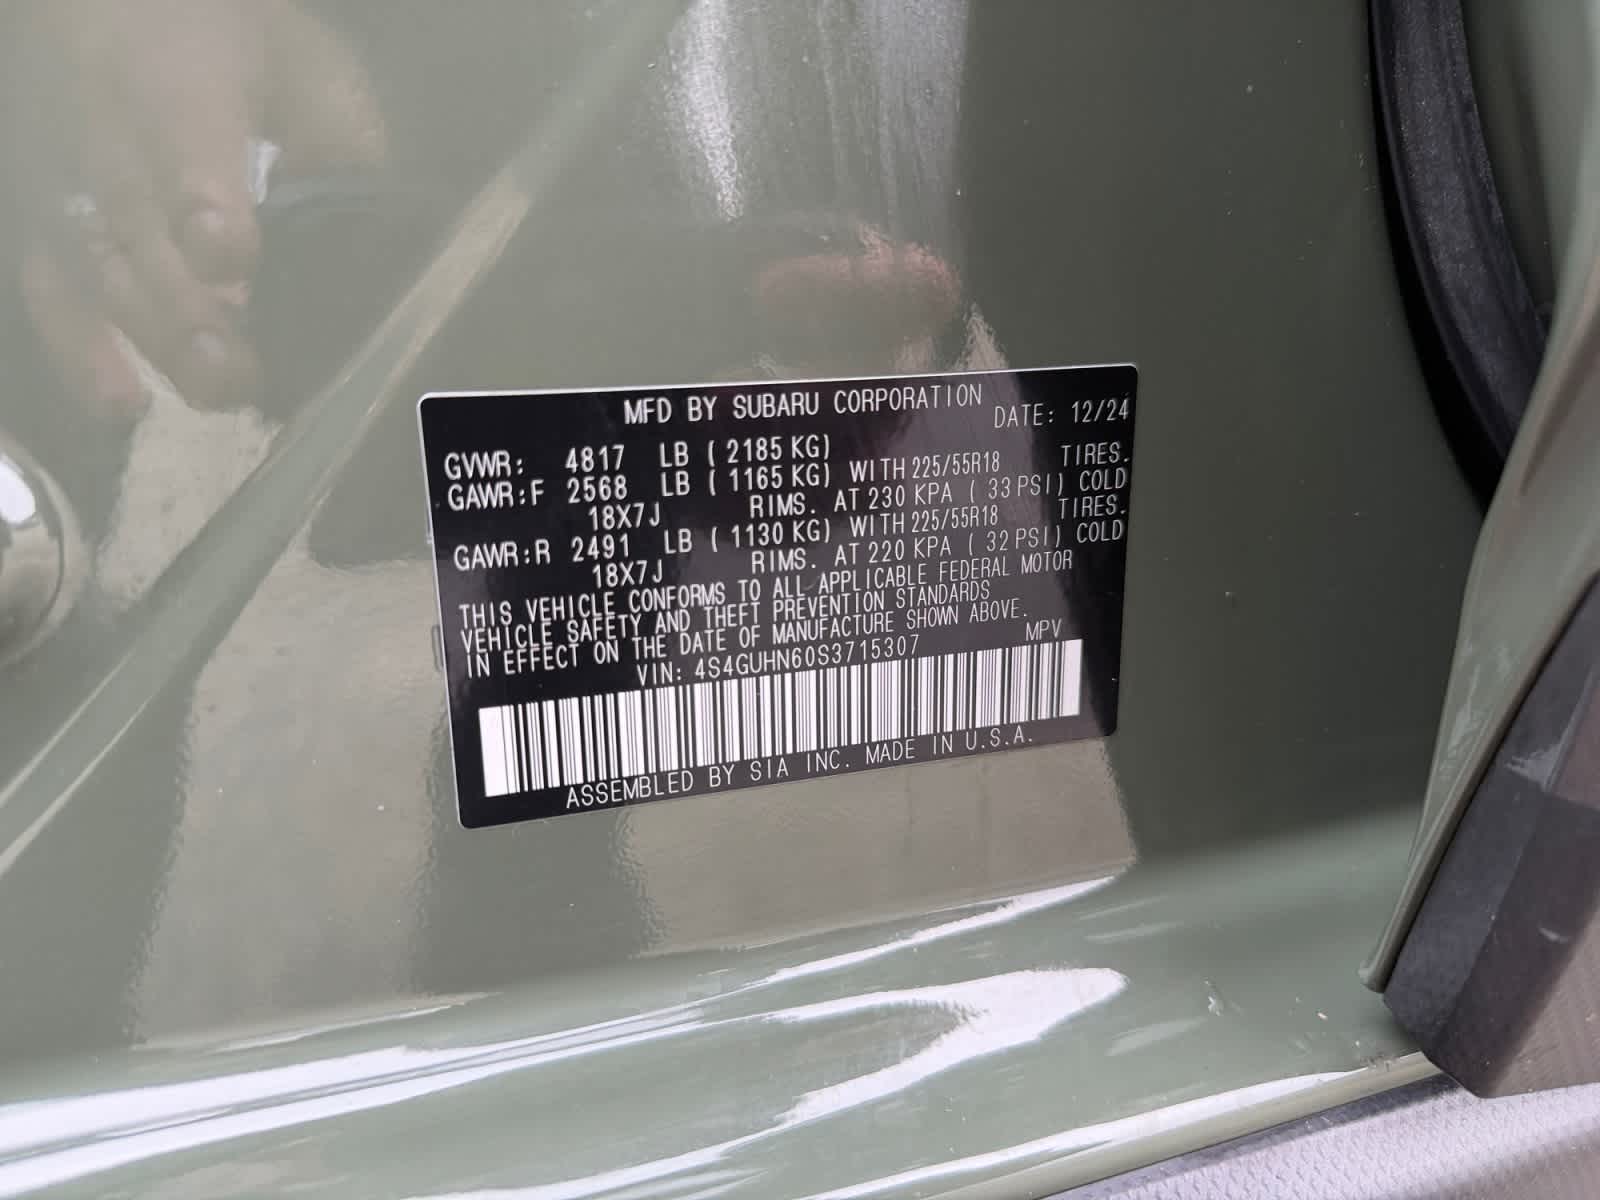 MFD BY SUBARU CORPORATION DATE: 12/24
GVWR: 4817 LB ( 2185 KG)
GAWR:F 2568 LB ( 1165 KG) WITH 225/55R18 TIRES.
18X7J RIMS. AT 230 KPA ( 33 PSI) COLD
GAWR:R 2491 LB ( 1130 KG) WITH 225/55R18 TIRES.
18X7J RIMS. AT 220 KPA ( 32 PSI) COLD
THIS VEHICLE CONFORMS TO ALL APPLICABLE FEDERAL MOTOR
VEHICLE SAFETY AND THEFT PREVENTION STANDARDS
IN EFFECT ON THE DATE OF MANUFACTURE SHOWN ABOVE.
VIN: 4S4GUHN60S3715307 MPV
ASSEMBLED BY SIA INC. MADE IN U.S.A.